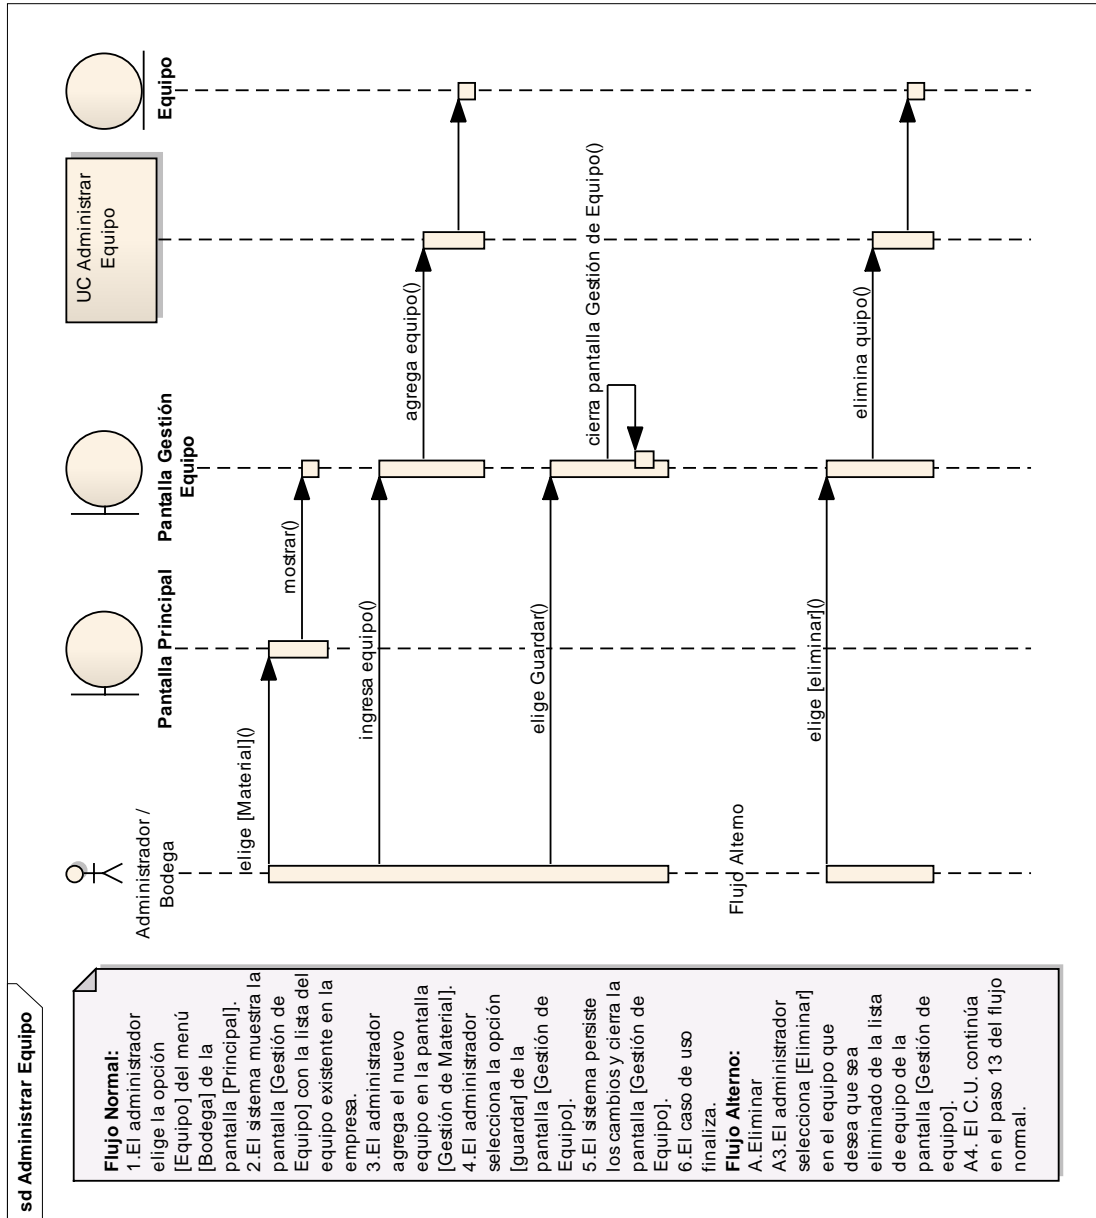 sd Administrar Equipo
Flujo Normal:
1.El administrador
elige la opción
[Equipo] del menú
[Bodega] de la
pantalla [Principal].
2.El sistema muestra la
pantalla [Gestión de
Equipo] con la lista del
equipo existente en la
empresa.
3.El administrador
agrega el nuevo
equipo en la pantalla
[Gestión de Material].
4.El administrador
selecciona la opción
[guardar] de la
pantalla [Gestión de
Equipo].
5.El sistema persiste
los cambios y cierra la
pantalla [Gestión de
Equipo].
6.El caso de uso
finaliza.
Flujo Alterno:
A.Eliminar
A3.El administrador
selecciona [Eliminar]
en el equipo que
desea que sea
eliminado de la lista
de equipo de la
pantalla [Gestión de
equipo].
A4. El C.U. continúa
en el paso 13 del flujo
normal.
Administrador /
Bodega
Pantalla Principal
Pantalla Gestión
Equipo
UC Administrar
Equipo
Equipo
elige [Material]()
mostrar()
ingresa equipo()
agrega equipo()
elige Guardar()
cierra pantalla Gestión de Equipo()
Flujo Alterno
elige [eliminar]()
elimina quipo()